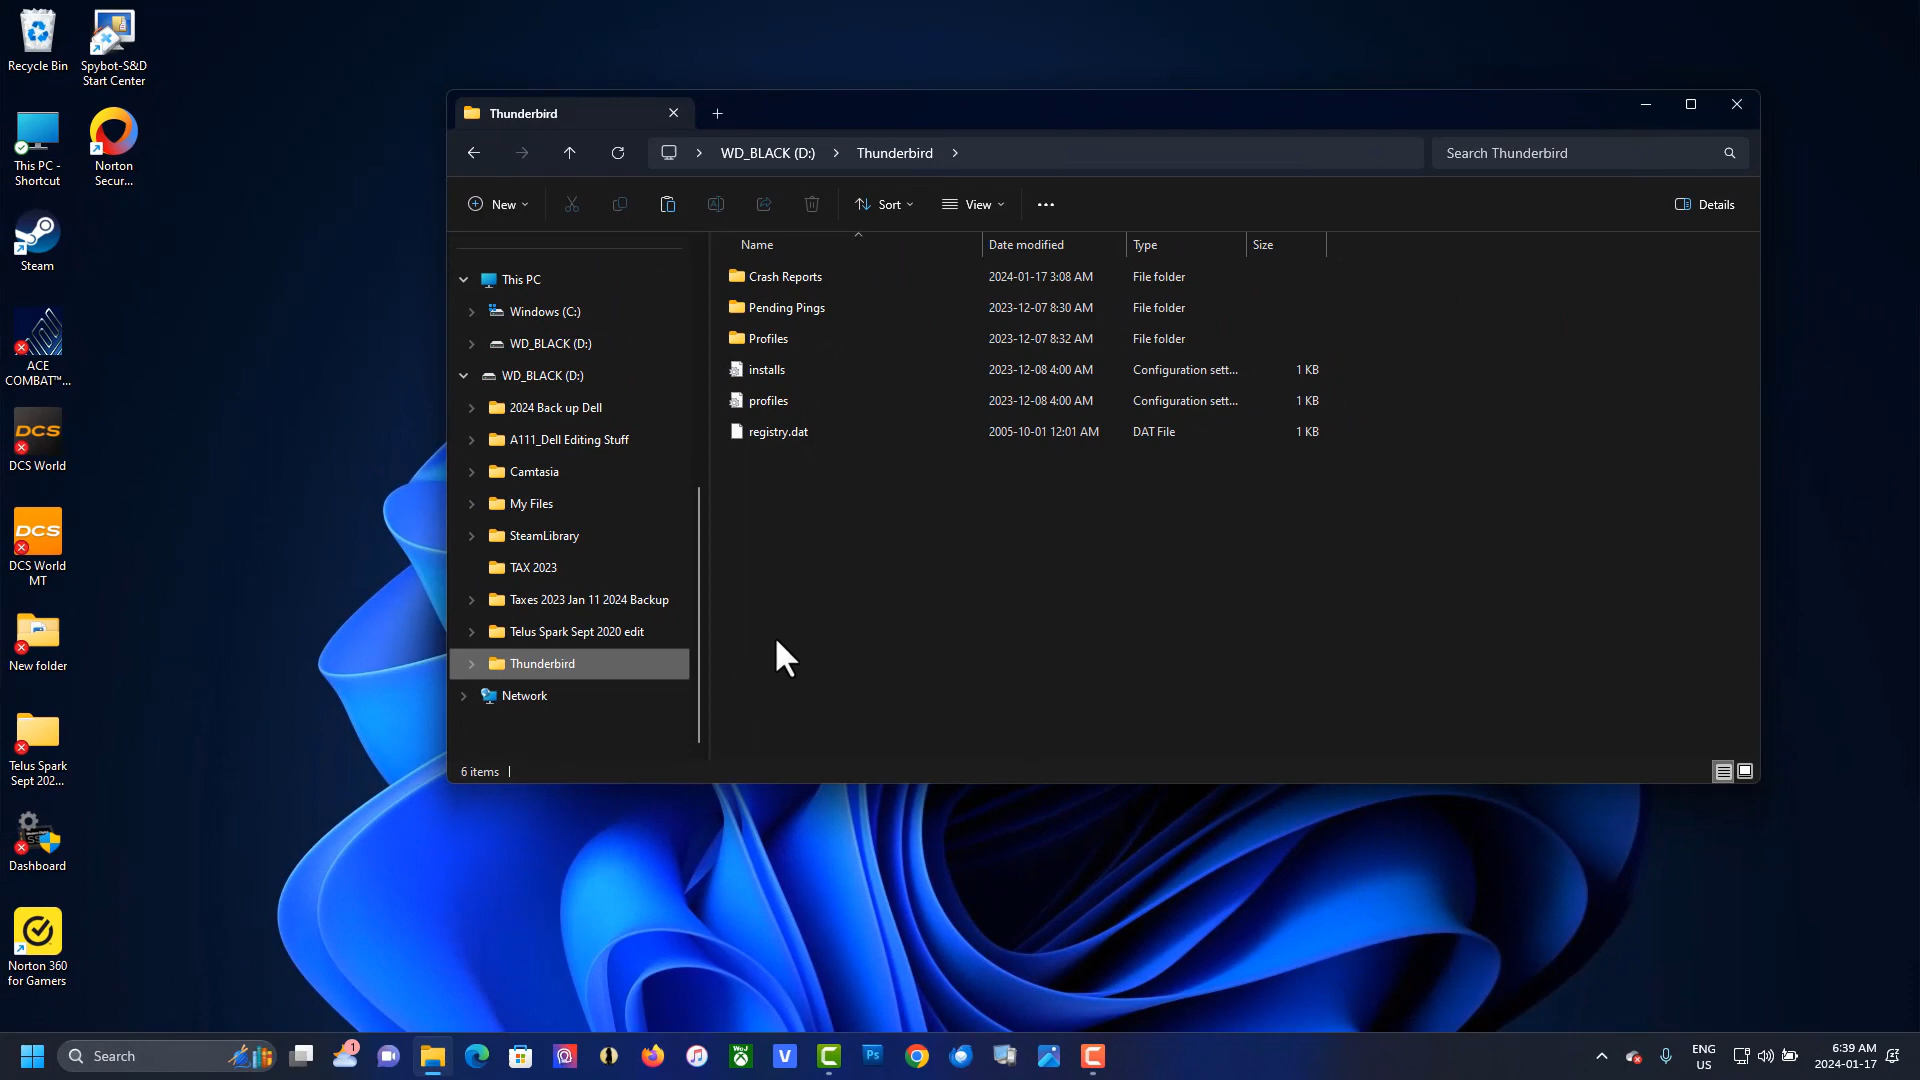 Recycle Bin
Spybot-S&D
Start Center
This PC -
Shortcut
Norton
Secur...
Steam
ACE
COMBAT™...
DCS
DCS World
DCS
DCS World
MT
New folder
Telus Spark
Sept 202...
Dashboard
Norton 360
for Gamers
Thunderbird
WD_BLACK (D:)
Thunderbird
Search Thunderbird
New
Sort
View
Details
Name
Date modified
Type
Size
This PC
Windows (C:)
WD_BLACK (D:)
WD_BLACK (D:)
2024 Back up Dell
A111_Dell Editing Stuff
Camtasia
My Files
SteamLibrary
TAX 2023
Taxes 2023 Jan 11 2024 Backup
Telus Spark Sept 2020 edit
Thunderbird
Network
Crash Reports 2024-01-17 3:08 AM File folder
Pending Pings 2023-12-07 8:30 AM File folder
Profiles 2023-12-07 8:32 AM File folder
installs 2023-12-08 4:00 AM Configuration sett... 1 KB
profiles 2023-12-08 4:00 AM Configuration sett... 1 KB
registry.dat 2005-10-01 12:01 AM DAT File 1 KB
6 items
Search
1
WoJ
V
Ps
ENG
US
6:39 AM
2024-01-17